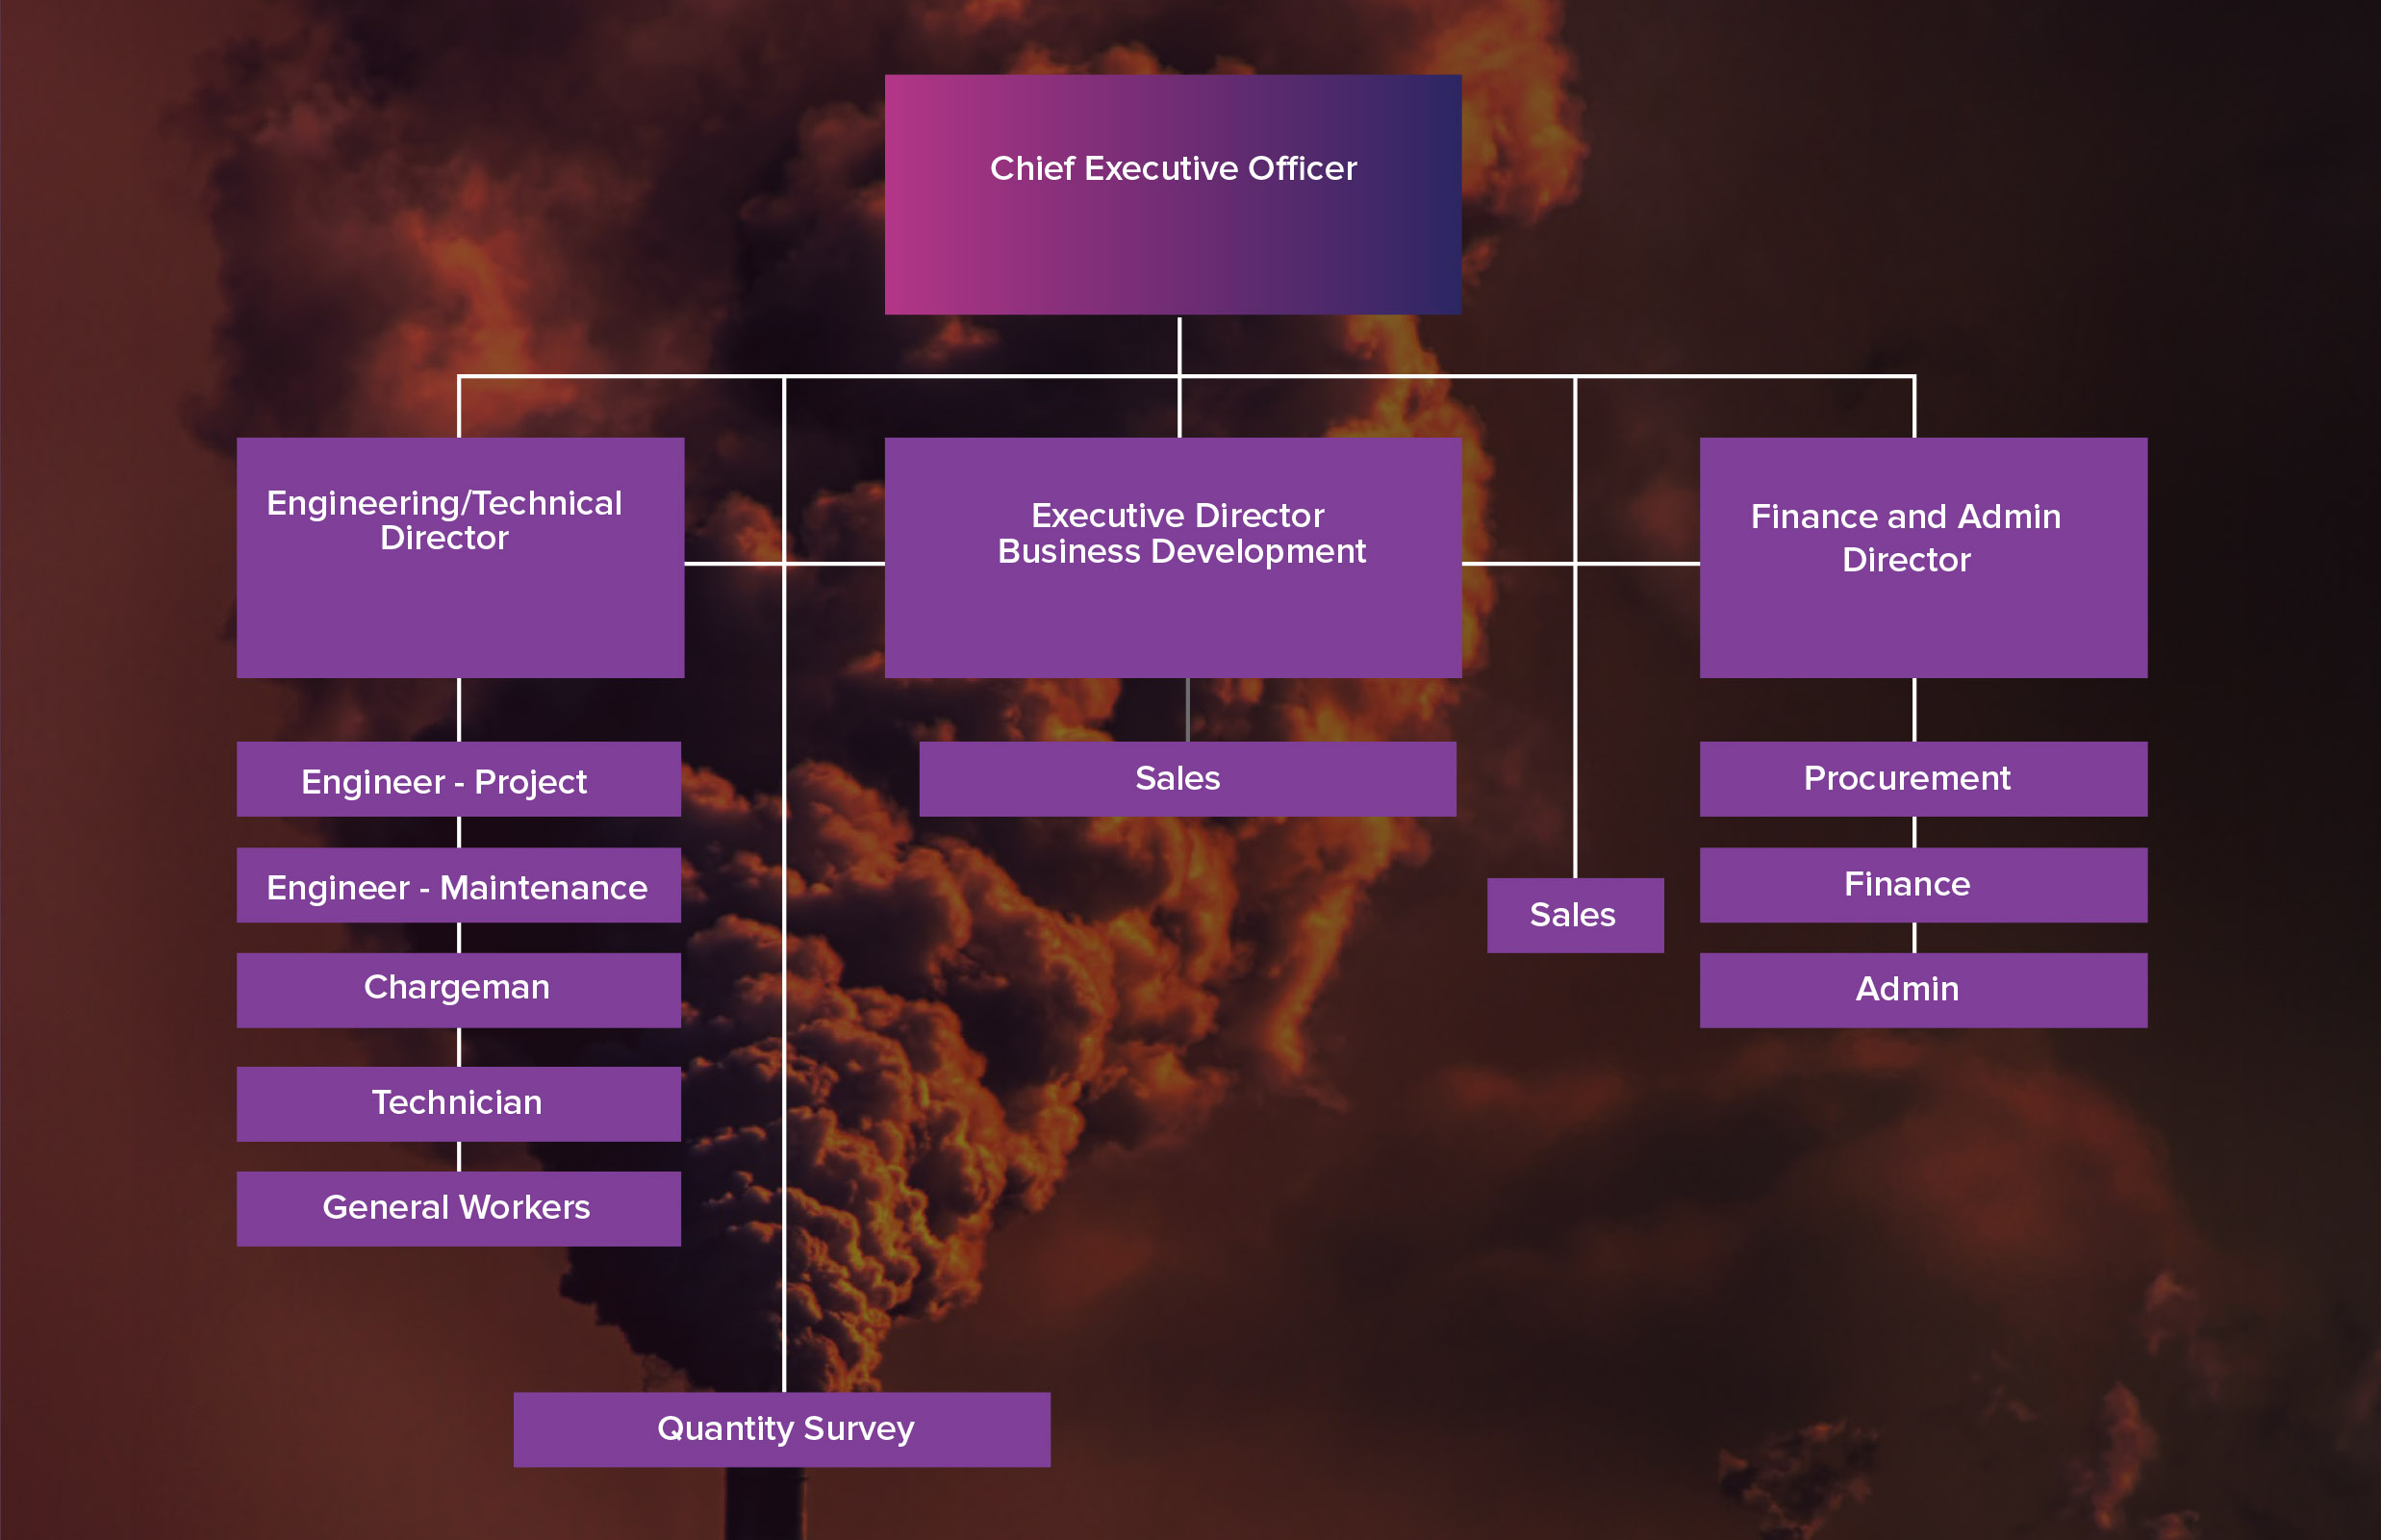 Chief Executive Officer
Engineering/Technical
Director
Executive Director
Business Development
Finance and Admin
Director
Engineer - Project
Engineer - Maintenance
Chargeman
Technician
General Workers
Sales
Sales
Procurement
Finance
Admin
Quantity Survey